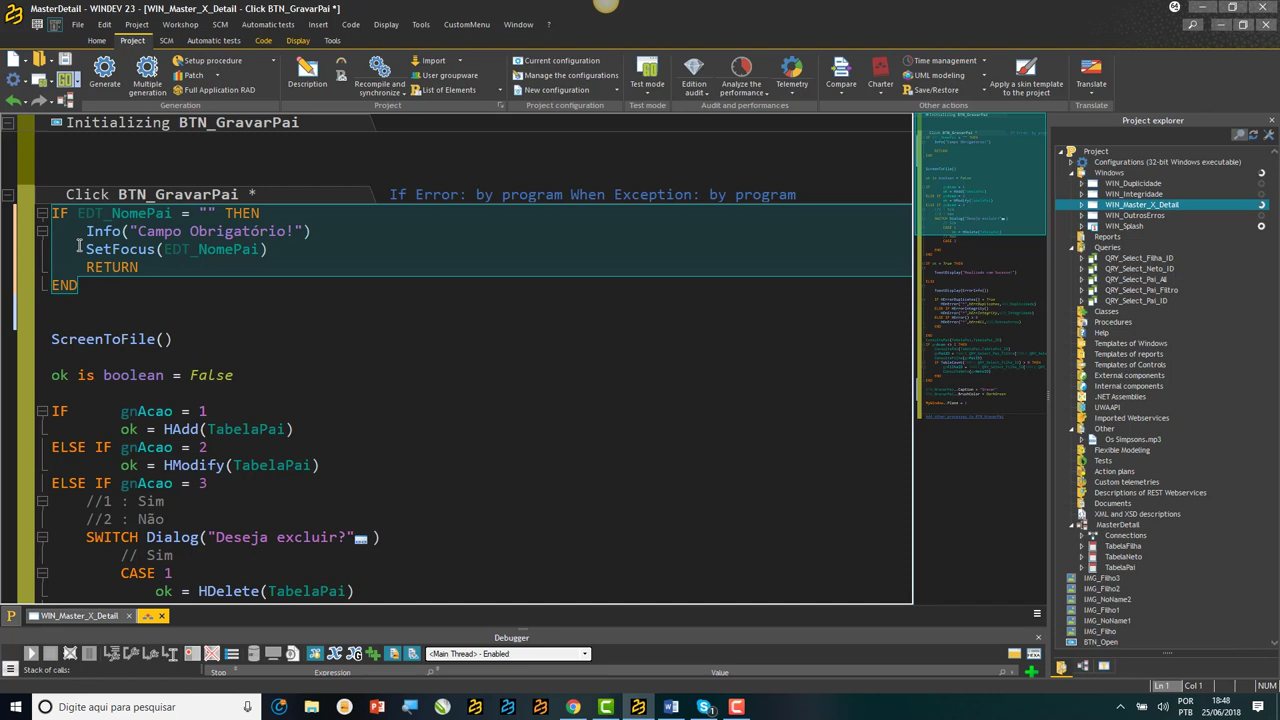 MasterDetail - WINDEV 23 - [WIN_Master_X_Detail - Click BTN_GravarPai *]
64
Project Workshop SCM Automatic tests Insert Code Display Tools CustomMenu Window ?
Home Project SCM Automatic tests Code Display Tools
Generate
Multiple generation
Setup procedure
Patch
Full Application RAD
Description
Recompile and synchronize
Import
User groupware
List of Elements
Current configuration
Manage the configurations
New configuration
Test mode
Edition audit
Analyze the performance
Telemetry
Compare
Charter
Time management
UML modeling
Save/Restore
Apply a skin template to the project
Translate
Generation Project Project configuration Test mode Audit and performances Other actions Translate
Initializing BTN_GravarPai
Click BTN_GravarPai If Error: by program When Exception: by program
IF EDT_NomePai = "" THEN
Info("Campo Obrigatorio!")
SetFocus(EDT_NomePai)
RETURN
END
ScreenToFile()
ok is boolean = False
IF gnAcao = 1
ok = HAdd(TabelaPai)
ELSE IF gnAcao = 2
ok = HModify(TabelaPai)
ELSE IF gnAcao = 3
//1 : Sim
//2 : Não
SWITCH Dialog("Deseja excluir?" )
// Sim
CASE 1
ok = HDelete(TabelaPai)
Project explorer
Project
Configurations (32-bit Windows executable)
Windows
WIN_Duplicidade
WIN_Integridade
WIN_Master_X_Detail
WIN_OutrosErros
WIN_Splash
Reports
Queries
QRY_Select_Filha_ID
QRY_Select_Neto_ID
QRY_Select_Pai_All
QRY_Select_Pai_Filtro
QRY_Select_Pai_ID
Classes
Procedures
Help
Templates of Windows
Templates of reports
Templates of Controls
External components
Internal components
.NET Assemblies
UWAAPI
Imported Webservices
Other
Os Simpsons.mp3
Flexible Modeling
Tests
Action plans
Custom telemetries
Descriptions of REST Webservices
XML and XSD descriptions
MasterDetail
Connections
TabelaFilha
TabelaNeto
TabelaPai
IMG_Filho3
IMG_Filho2
IMG_NoName2
IMG_Filho1
IMG_NoName1
IMG_Filho
BTN_Open
WIN_Master_X_Detail
Debugger
<Main Thread> - Enabled
Stack of calls: Stop Expression Value
Ln 1 Col 1 NUM
Digite aqui para pesquisar
POR
PTB
18:48
25/06/2018